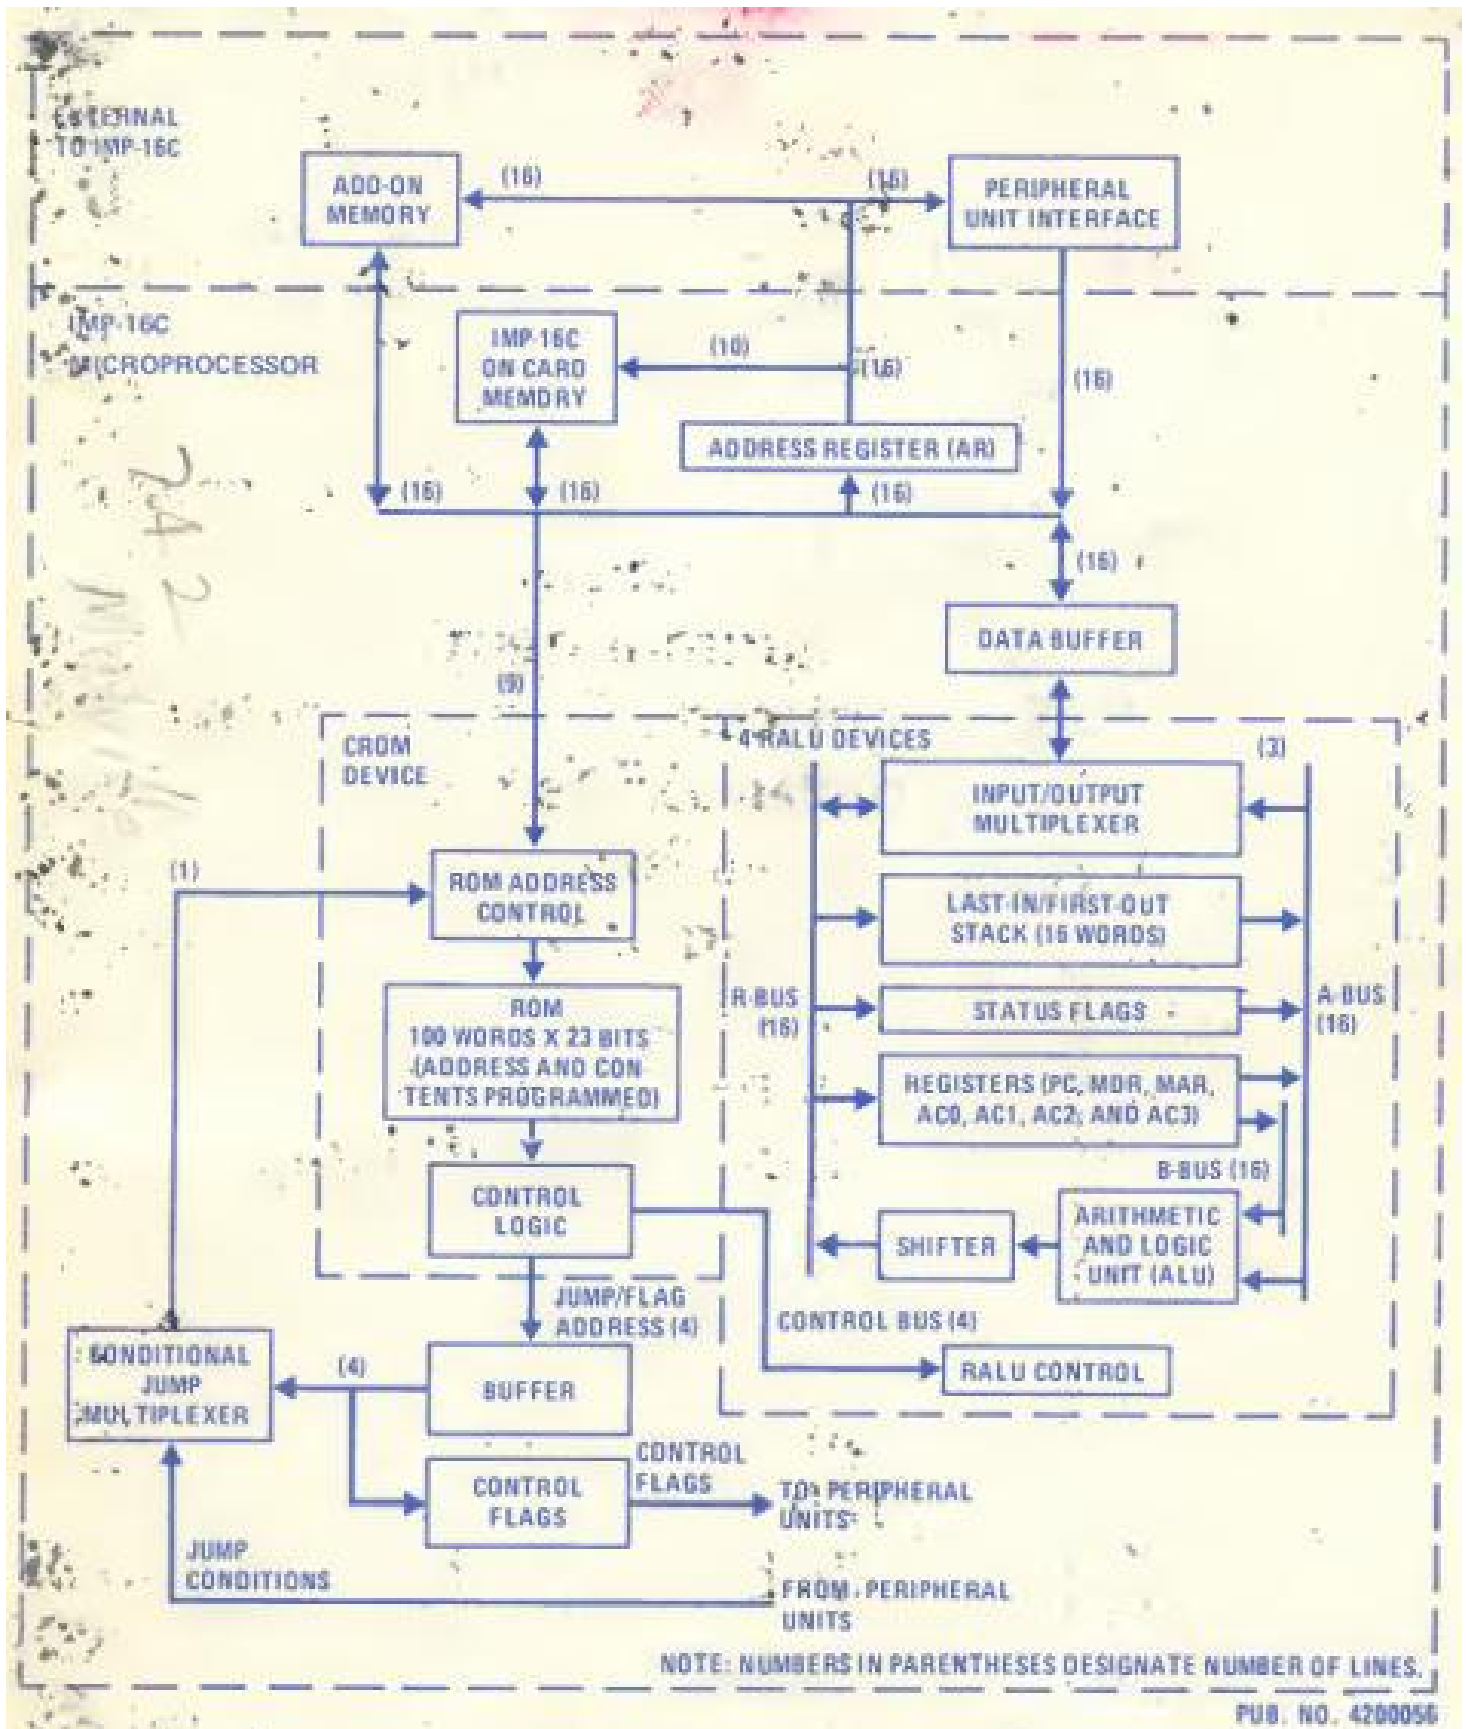 EXTERNAL
TO IMP-16C
ADD-ON
MEMORY
(16)
(16)
PERIPHERAL
UNIT INTERFACE
IMP-16C
MICROPROCESSOR
IMP-16C
ON CARD
MEMORY
(10)
(16)
(16)
ADDRESS REGISTER (AR)
(16)
(16)
(16)
(16)
DATA BUFFER
(9)
CROM
DEVICE
4 RALU DEVICES
(3)
INPUT/OUTPUT
MULTIPLEXER
(1)
ROM ADDRESS
CONTROL
LAST-IN/FIRST-OUT
STACK (16 WORDS)
R-BUS
(16)
STATUS FLAGS
A-BUS
(16)
ROM
100 WORDS X 23 BITS
(ADDRESS AND CON
TENTS PROGRAMMED)
REGISTERS (PC, MDR, MAR,
AC0, AC1, AC2, AND AC3)
B-BUS (16)
CONTROL
LOGIC
SHIFTER
ARITHMETIC
AND LOGIC
UNIT (ALU)
JUMP/FLAG
ADDRESS (4)
CONTROL BUS (4)
CONDITIONAL
JUMP
MULTIPLEXER
(4)
BUFFER
RALU CONTROL
CONTROL
FLAGS
CONTROL
FLAGS
TO PERIPHERAL
UNITS
JUMP
CONDITIONS
FROM PERIPHERAL
UNITS
NOTE: NUMBERS IN PARENTHESES DESIGNATE NUMBER OF LINES.
PUB. NO. 4200056